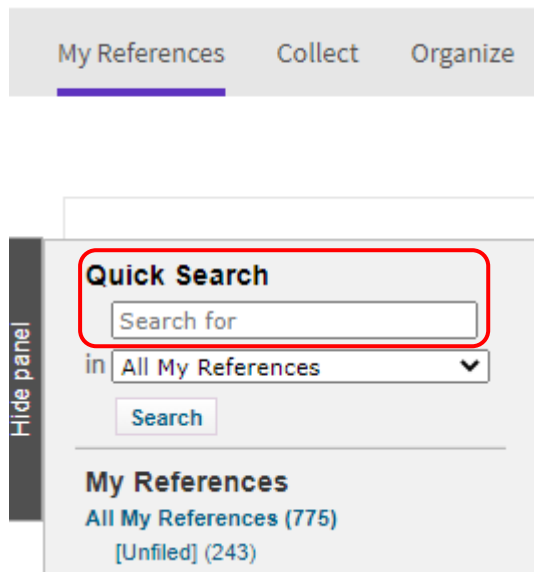 My References Collect Organize
Hide panel
Quick Search
Search for
in All My References
Search
My References
All My References (775)
[Unfiled] (243)